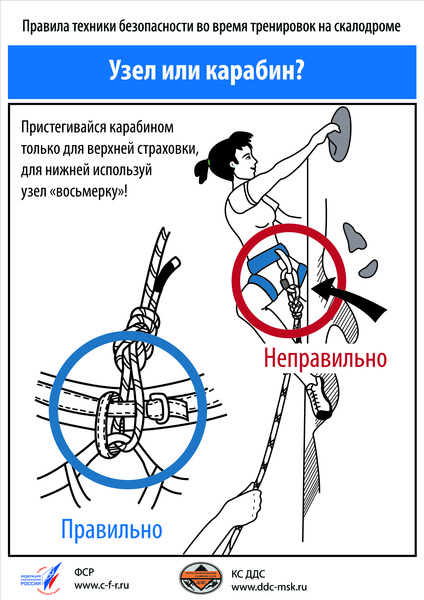 Правила техники безопасности во время тренировок на скалодроме
Узел или карабин?
Пристегивайся карабином
только для верхней страховки,
для нижней используй
узел «восьмерку»!
Неправильно
Правильно
РОССИИ
ФСР
www.c-f-r.ru
КС ДДС
www.ddc-msk.ru